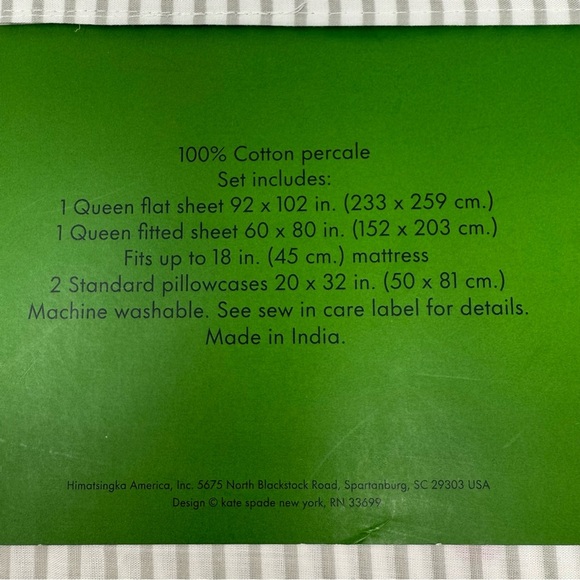 100% Cotton percale
Set includes:
1 Queen flat sheet 92 x 102 in. (233 x 259 cm.)
1 Queen fitted sheet 60 x 80 in. (152 x 203 cm.)
Fits up to 18 in. (45 cm.) mattress
2 Standard pillowcases 20 x 32 in. (50 x 81 cm.)
Machine washable. See sew in care label for details.
Made in India.
Himatsingka America, Inc. 5675 North Blackstock Road. Spartanburg, SC 29303 USA
Design © kate spade new york, RN 33699